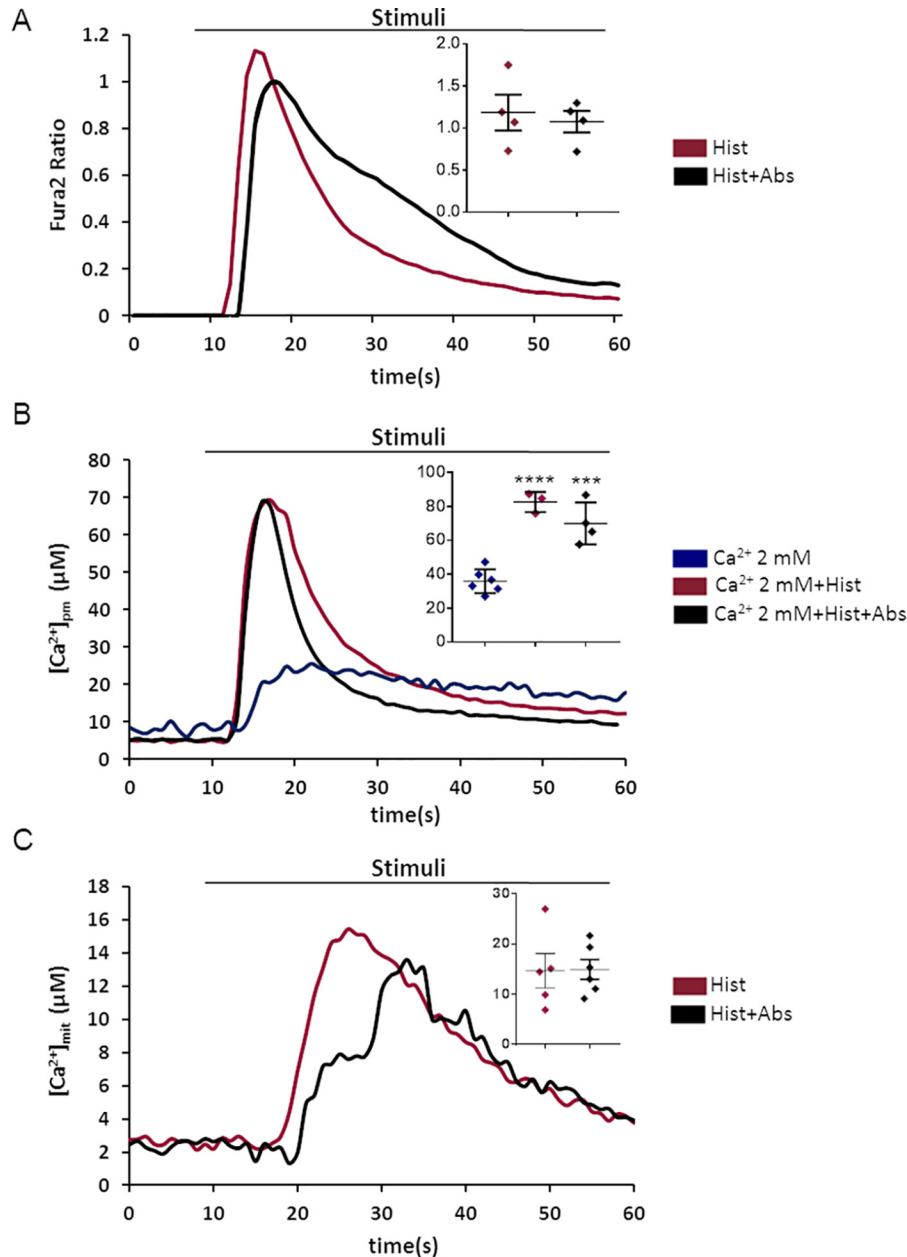 A
Stimuli
1.2
1
0.8
0.6
0.4
0.2
0
Fura2 Ratio
0 10 20 30 40 50 60
time(s)
2.0
1.5
1.0
0.5
0.0
Hist
Hist+Abs
B
Stimuli
80
70
60
50
40
30
20
10
0
[Ca²⁺]pm (μM)
0 10 20 30 40 50 60
time(s)
100
80
60
40
20
0
**** ***
Ca²⁺ 2 mM
Ca²⁺ 2 mM+Hist
Ca²⁺ 2 mM+Hist+Abs
C
Stimuli
18
16
14
12
10
8
6
4
2
0
[Ca²⁺]mit (μM)
0 10 20 30 40 50 60
time(s)
30
20
10
0
Hist
Hist+Abs